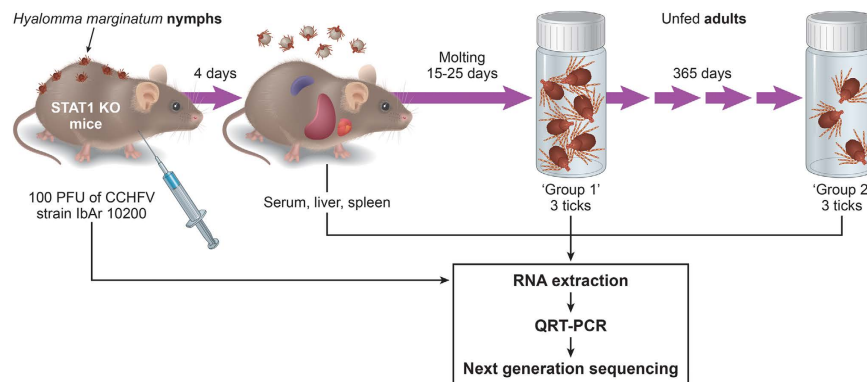 Hyalomma marginatum nymphs
STAT1 KO
mice
100 PFU of CCHFV
strain IbAr 10200
4 days
Serum, liver, spleen
Molting
15-25 days
Unfed adults
'Group 1'
3 ticks
365 days
'Group 2
3 ticks
RNA extraction
QRT-PCR
Next generation sequencing